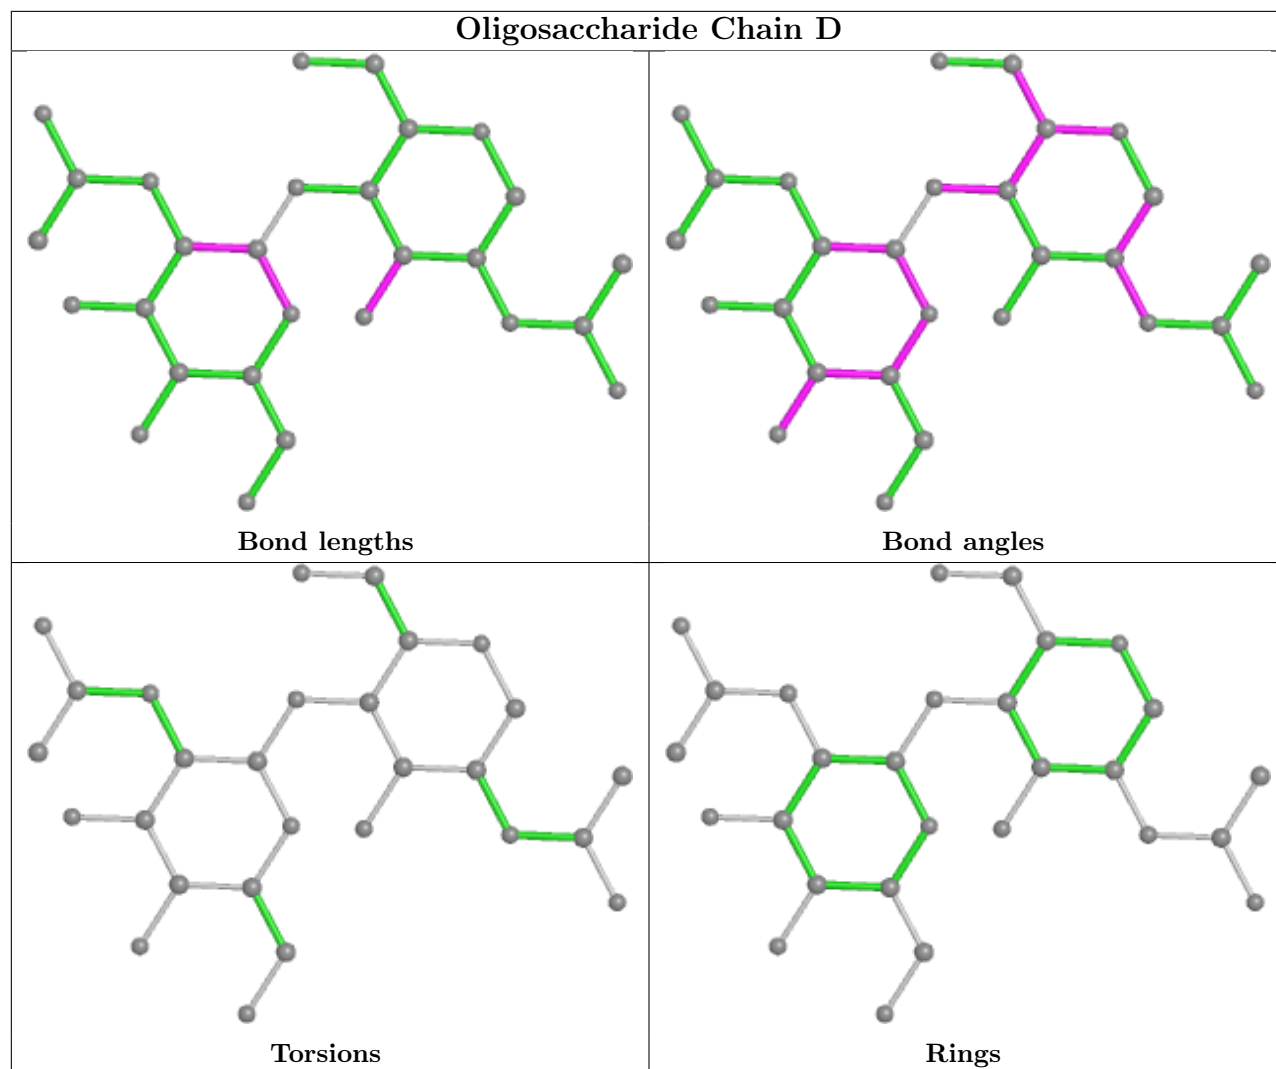 Oligosaccharide Chain D
Bond lengths
Bond angles
Torsions
Rings